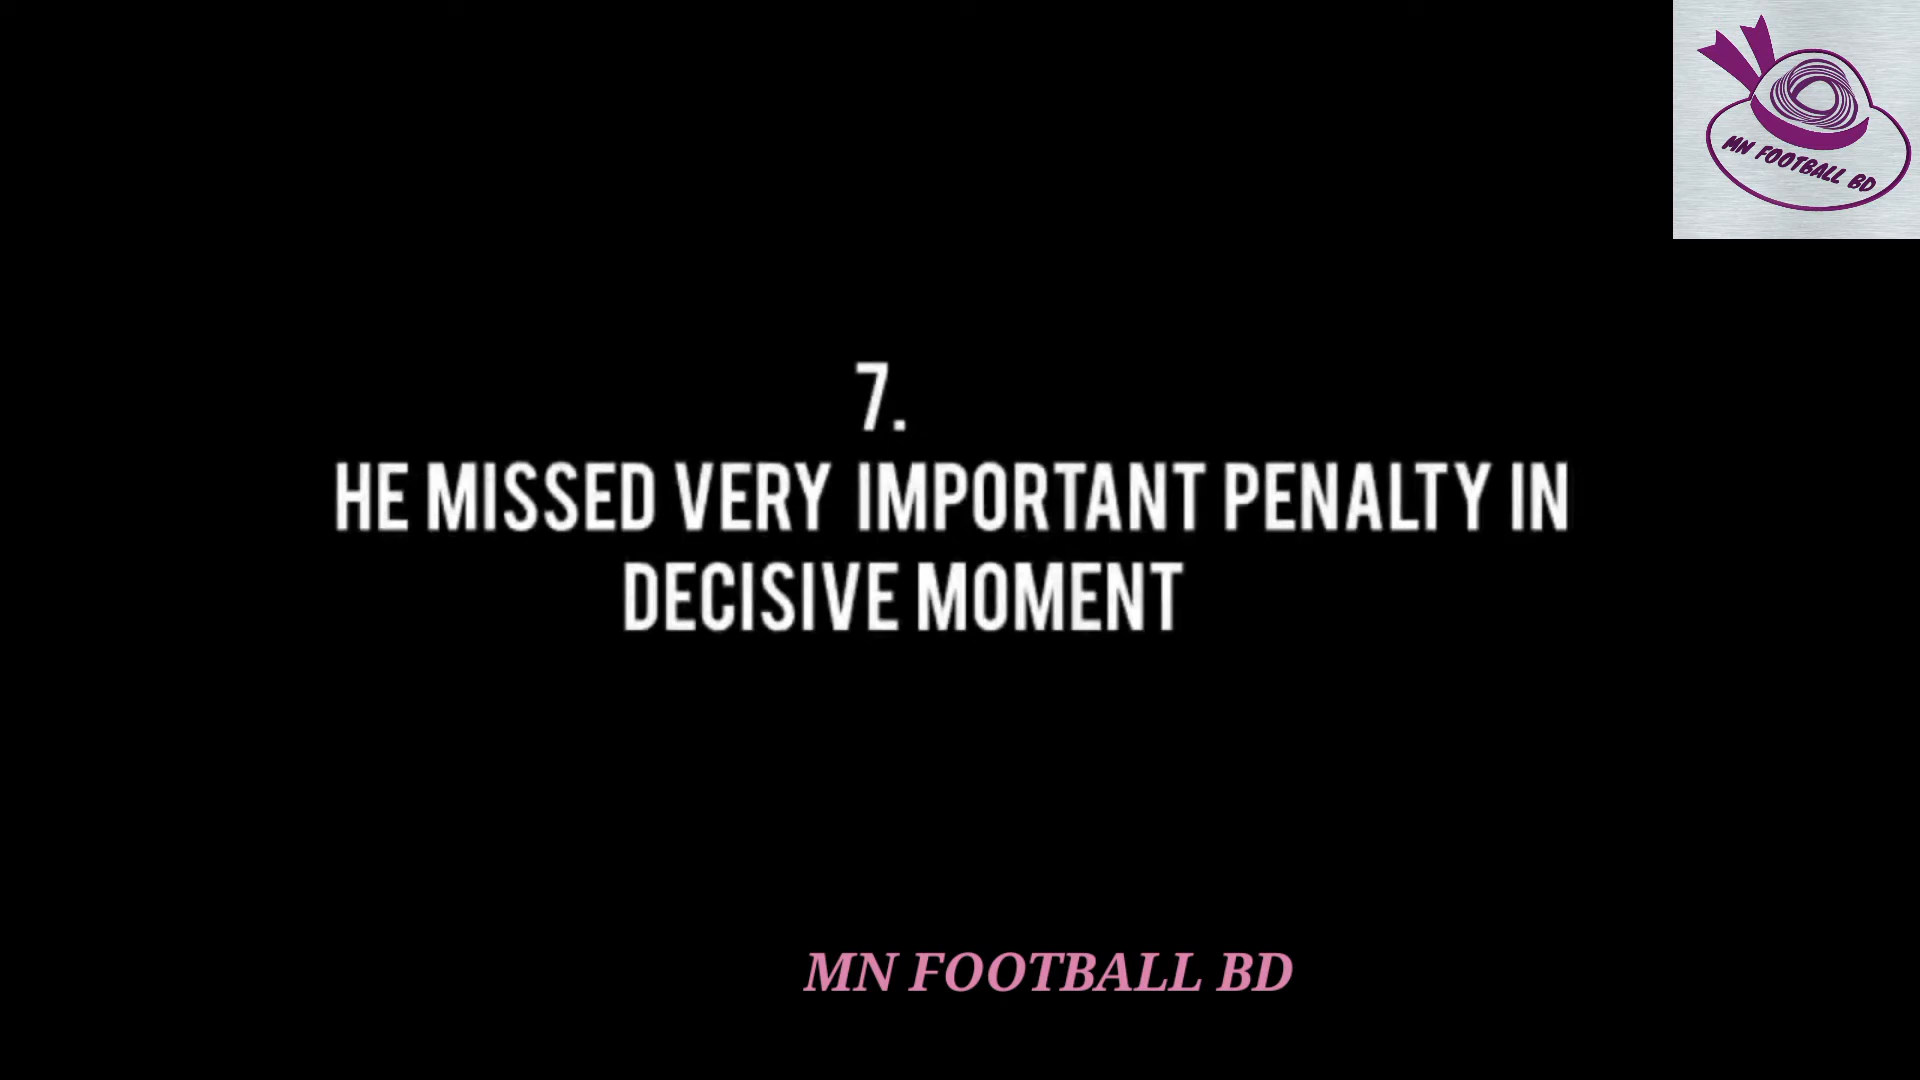 MN FOOTBALL BD
7.
HE MISSED VERY IMPORTANT PENALTY IN
DECISIVE MOMENT
MN FOOTBALL BD